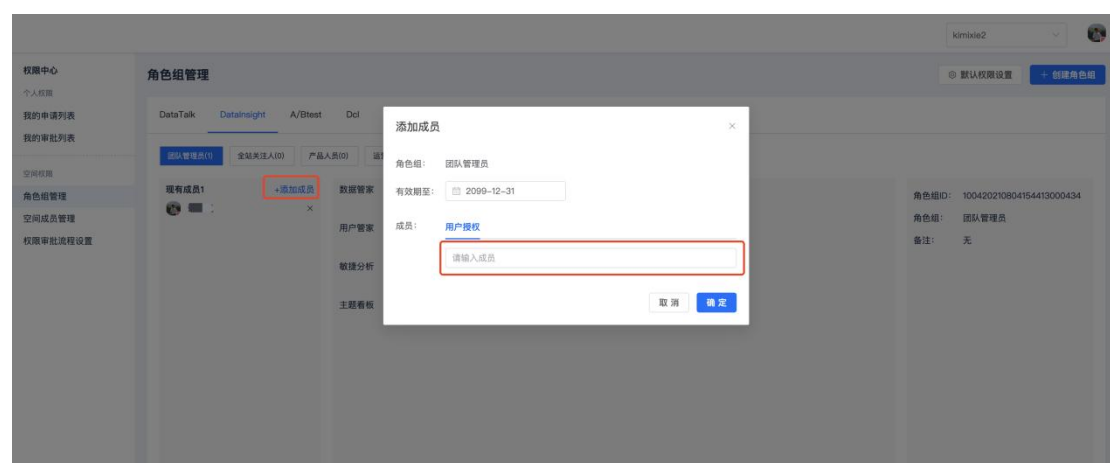 kimixie2
权限中心
个人权限
我的申请列表
我的审批列表
空间权限
角色组管理
空间成员管理
权限审批流程设置
角色组管理
默认权限设置
+ 创建角色组
DataTalk DataInsight A/Btest Dcl
团队管理员(1) 全站关注人(0) 产品人员(0)
现有成员1 +添加成员
数据管家
用户管家
敏捷分析
主题看板
添加成员
角色组: 团队管理员
有效期至: 2099-12-31
成员: 用户授权
请输入成员
取消 确定
角色组ID: 100420210804154413000434
角色组: 团队管理员
备注: 无